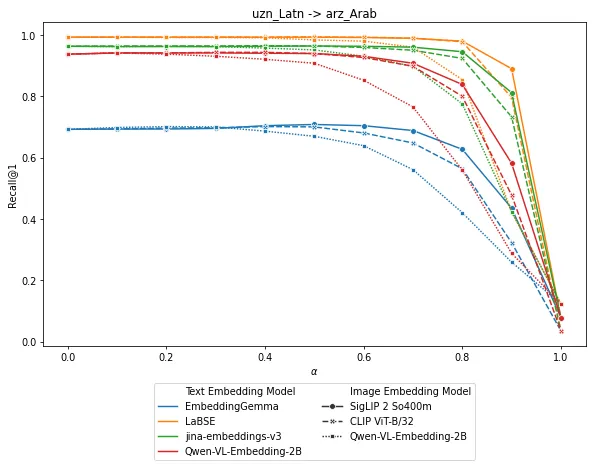 uzn_Latn -> arz_Arab
1.0
0.8
0.6
0.4
0.2
0.0
Recall@1
0.0 0.2 0.4 0.6 0.8 1.0
α
Text Embedding Model Image Embedding Model
EmbeddingGemma SigLIP 2 So400m
LaBSE CLIP ViT-B/32
jina-embeddings-v3 Qwen-VL-Embedding-2B
Qwen-VL-Embedding-2B